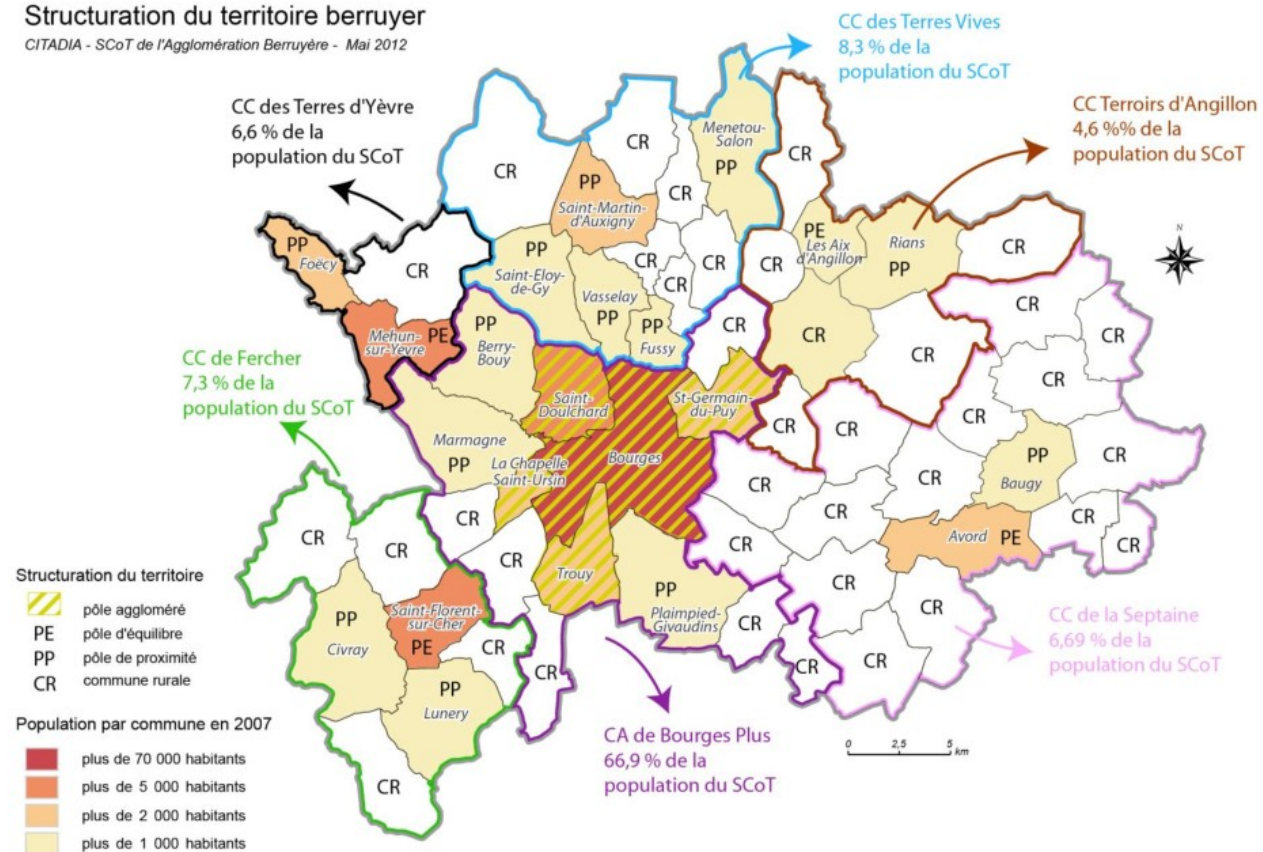 Structuration du territoire berruyer
CITADIA - SCoT de l'Agglomération Berruyère - Mai 2012
CC des Terres Vives
8,3 % de la
population du SCoT
CC des Terres d'Yèvre
6,6 % de la
population du SCoT
CC Terroirs d'Angillon
4,6 %% de la
population du SCoT
CR
CR
Menetou-
Salon
PP
CR
PP
Saint-Martin-
d'Auxigny
CR
N
PP
Foëcy
CR
PP
Saint-Eloy-
de-Gy
CR
CR
CR
Vasselay
PP
PP
Fussy
CR
PE
Les Aix
d'Angillon
Rians
PP
CR
Mehun-
sur-Yèvre
PE
PP
Berry-
Bouy
CR
CR
CR
CR
CR
CR
CC de Fercher
7,3 % de la
population du SCoT
Saint-
Doulchard
St-Germain-
du-Puy
CR
CR
CR
Marmagne
PP
La Chapelle
Saint-Ursin
Bourges
CR
CR
PP
Baugy
CR
CR
CR
CR
CR
Avord
PE
CR
CR
CR
CR
CR
Trouy
PP
Plaimpied-
Givaudins
CR
CR
CR
CR
CR
PP
Civray
Saint-Florent-
sur-Cher
PE
CR
PP
Lunery
CR
CR
CC de la Septaine
6,69 % de la
population du SCoT
CA de Bourges Plus
66,9 % de la
population du SCoT
0 2,5 5 km
Structuration du territoire
pôle aggloméré
PE pôle d'équilibre
PP pôle de proximité
CR commune rurale
Population par commune en 2007
plus de 70 000 habitants
plus de 5 000 habitants
plus de 2 000 habitants
plus de 1 000 habitants